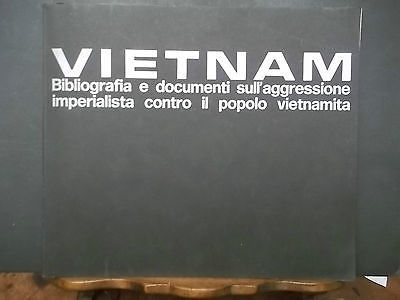 VIETNAM
Bibliografia e documenti sull'aggressione
imperialista contro il popolo vietnamita